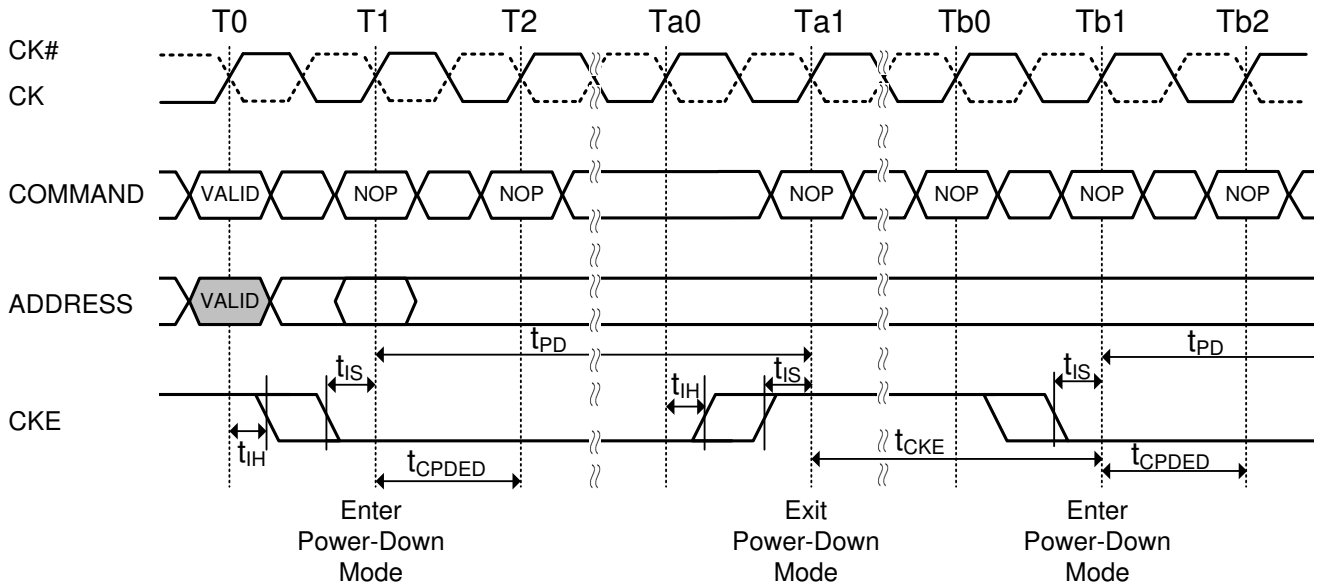 T0 T1 T2 Ta0 Ta1 Tb0 Tb1 Tb2
CK#
CK
COMMAND VALID NOP NOP NOP NOP NOP NOP
ADDRESS VALID
tPD tPD
tIS tIH tIS tIS
CKE
tIH tCPDED tCKE tCPDED
Enter Power-Down Mode
Exit Power-Down Mode
Enter Power-Down Mode